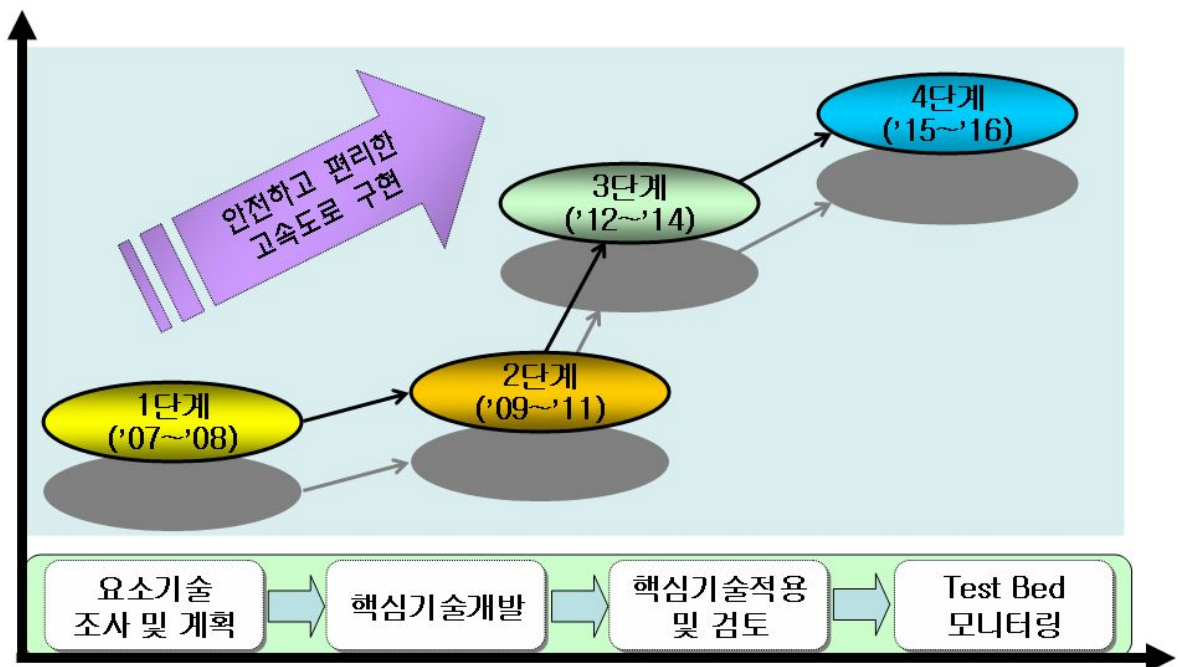 안전하고 편리한
고속도로 구현
4단계
('15~'16)
3단계
('12~'14)
2단계
('09~'11)
1단계
('07~'08)
요소기술
조사 및 계획
핵심기술개발
핵심기술적용
및 검토
Test Bed
모니터링